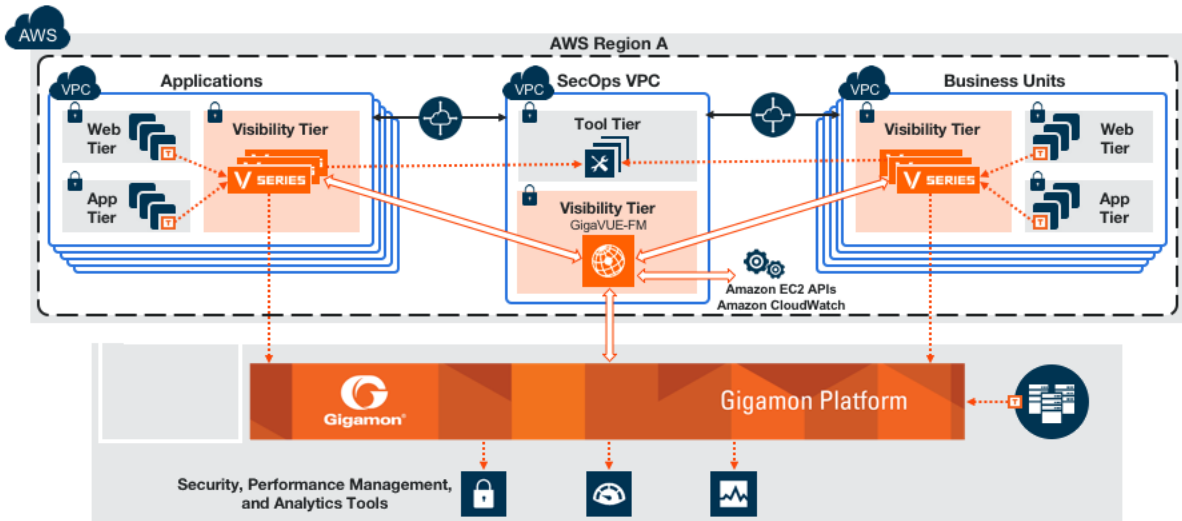 AWS
AWS Region A
Applications
SecOps VPC
Business Units
VPC
VPC
VPC
Web
Tier
Visibility Tier
V SERIES
App
Tier
Tool Tier
Visibility Tier
GigaVUE-FM
Visibility Tier
V SERIES
Web
Tier
App
Tier
T
T
T
T
Amazon EC2 APIs
Amazon CloudWatch
Gigamon®
Gigamon Platform
T
Security, Performance Management,
and Analytics Tools